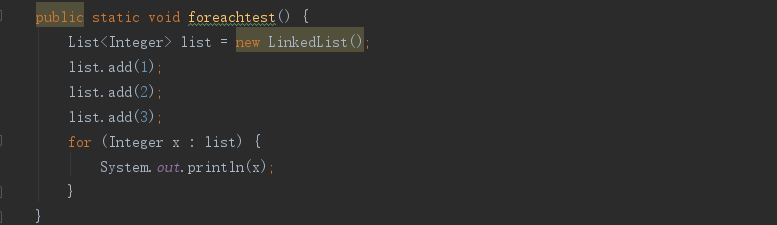 public static void foreachtest() {
List<Integer> list = new LinkedList();
list.add(1);
list.add(2);
list.add(3);
for (Integer x : list) {
System.out.println(x);
}
}